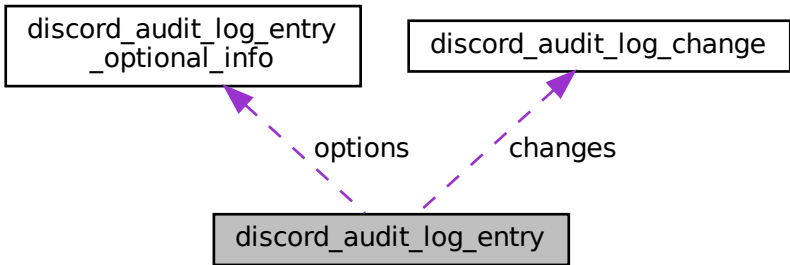 discord_audit_log_entry
_optional_info
discord_audit_log_change
options
changes
discord_audit_log_entry